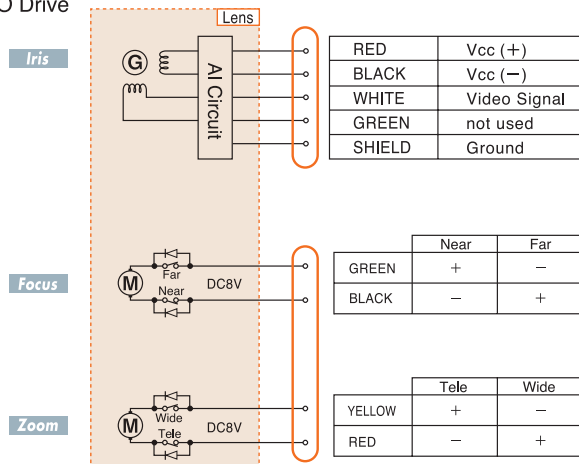 O Drive
Lens
Iris
G
AI Circuit
RED Vcc (+)
BLACK Vcc (−)
WHITE Video Signal
GREEN not used
SHIELD Ground
Focus
M
Far
Near
DC8V
Near Far
GREEN + −
BLACK − +
Zoom
M
Wide
Tele
DC8V
Tele Wide
YELLOW + −
RED − +